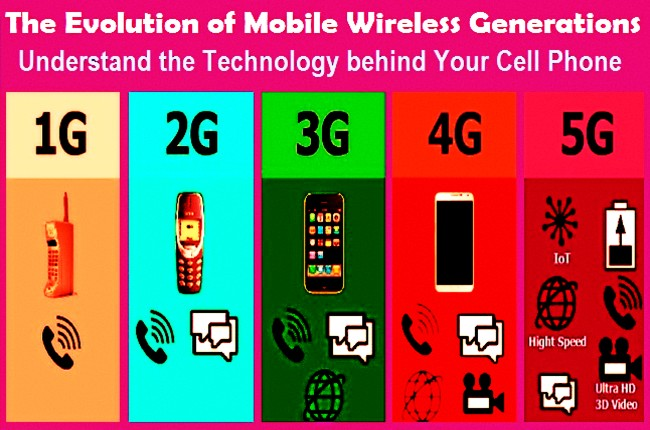 The Evolution of Mobile Wireless Generations
Understand the Technology behind Your Cell Phone
1G
2G
3G
4G
5G
IoT
Hight Speed
Ultra HD
3D Video